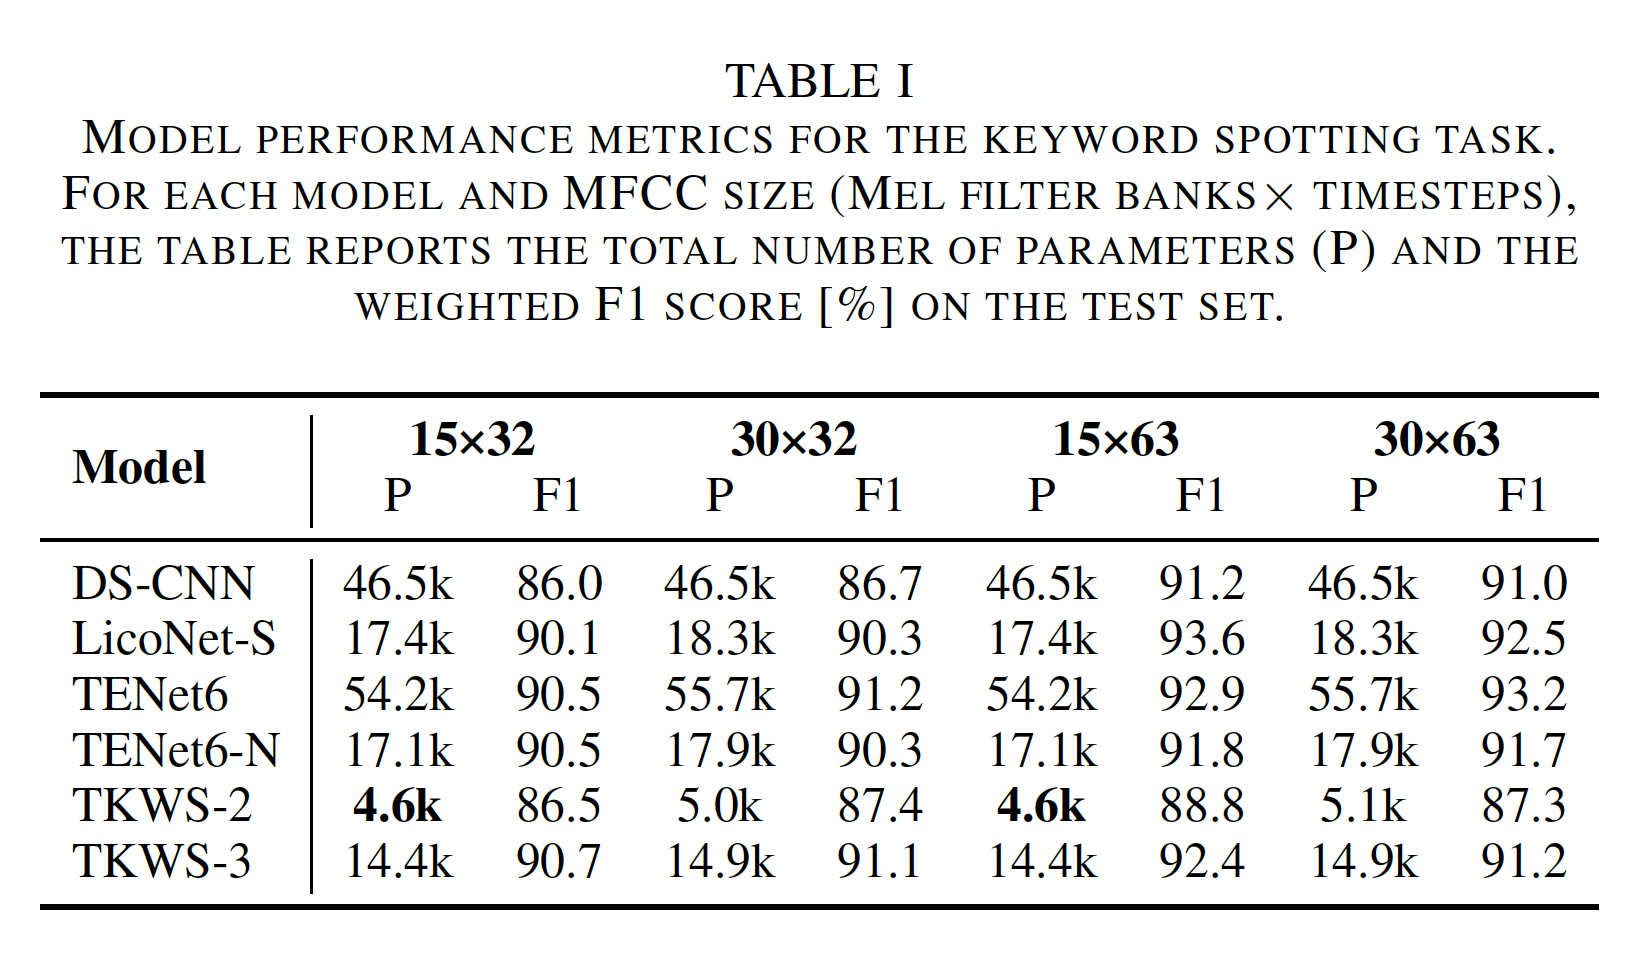 TABLE I
MODEL PERFORMANCE METRICS FOR THE KEYWORD SPOTTING TASK.
FOR EACH MODEL AND MFCC SIZE (MEL FILTER BANKS× TIMESTEPS),
THE TABLE REPORTS THE TOTAL NUMBER OF PARAMETERS (P) AND THE
WEIGHTED F1 SCORE [%] ON THE TEST SET.
Model 15×32 30×32 15×63 30×63
P F1 P F1 P F1 P F1
DS-CNN 46.5k 86.0 46.5k 86.7 46.5k 91.2 46.5k 91.0
LicoNet-S 17.4k 90.1 18.3k 90.3 17.4k 93.6 18.3k 92.5
TENet6 54.2k 90.5 55.7k 91.2 54.2k 92.9 55.7k 93.2
TENet6-N 17.1k 90.5 17.9k 90.3 17.1k 91.8 17.9k 91.7
TKWS-2 4.6k 86.5 5.0k 87.4 4.6k 88.8 5.1k 87.3
TKWS-3 14.4k 90.7 14.9k 91.1 14.4k 92.4 14.9k 91.2